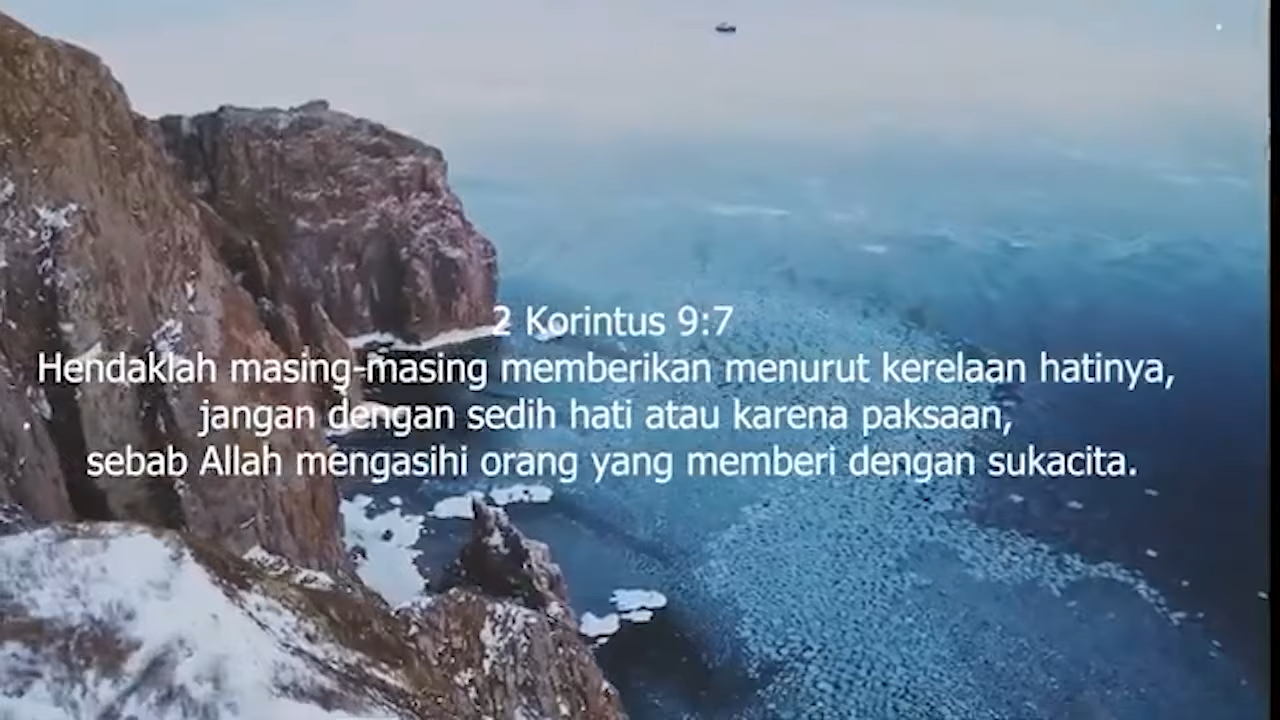 2 Korintus 9:7
Hendaklah masing-masing memberikan menurut kerelaan hatinya,
jangan dengan sedih hati atau karena paksaan,
sebab Allah mengasihi orang yang memberi dengan sukacita.